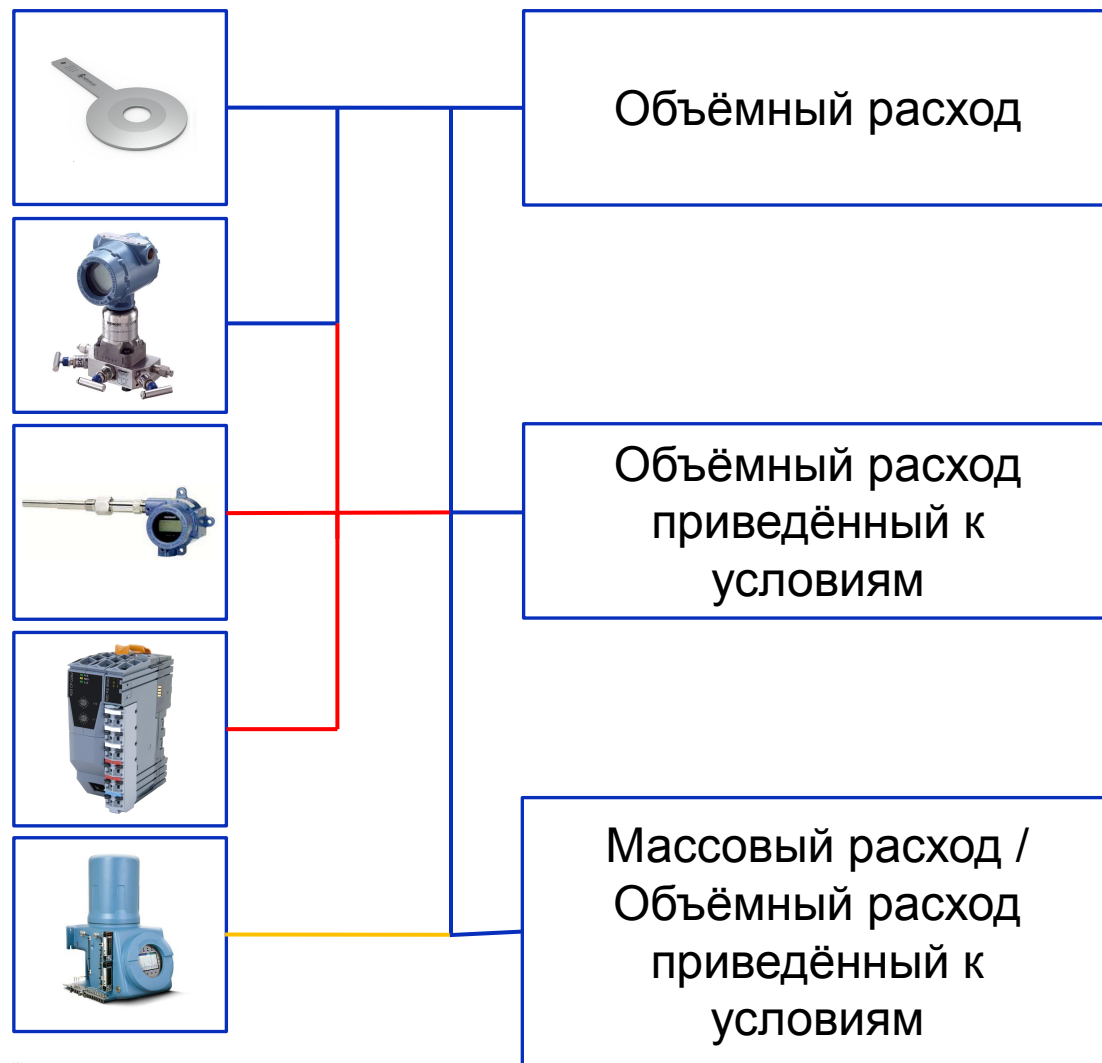 Объёмный расход
Объёмный расход
приведённый к
условиям
Массовый расход /
Объёмный расход
приведённый к
условиям